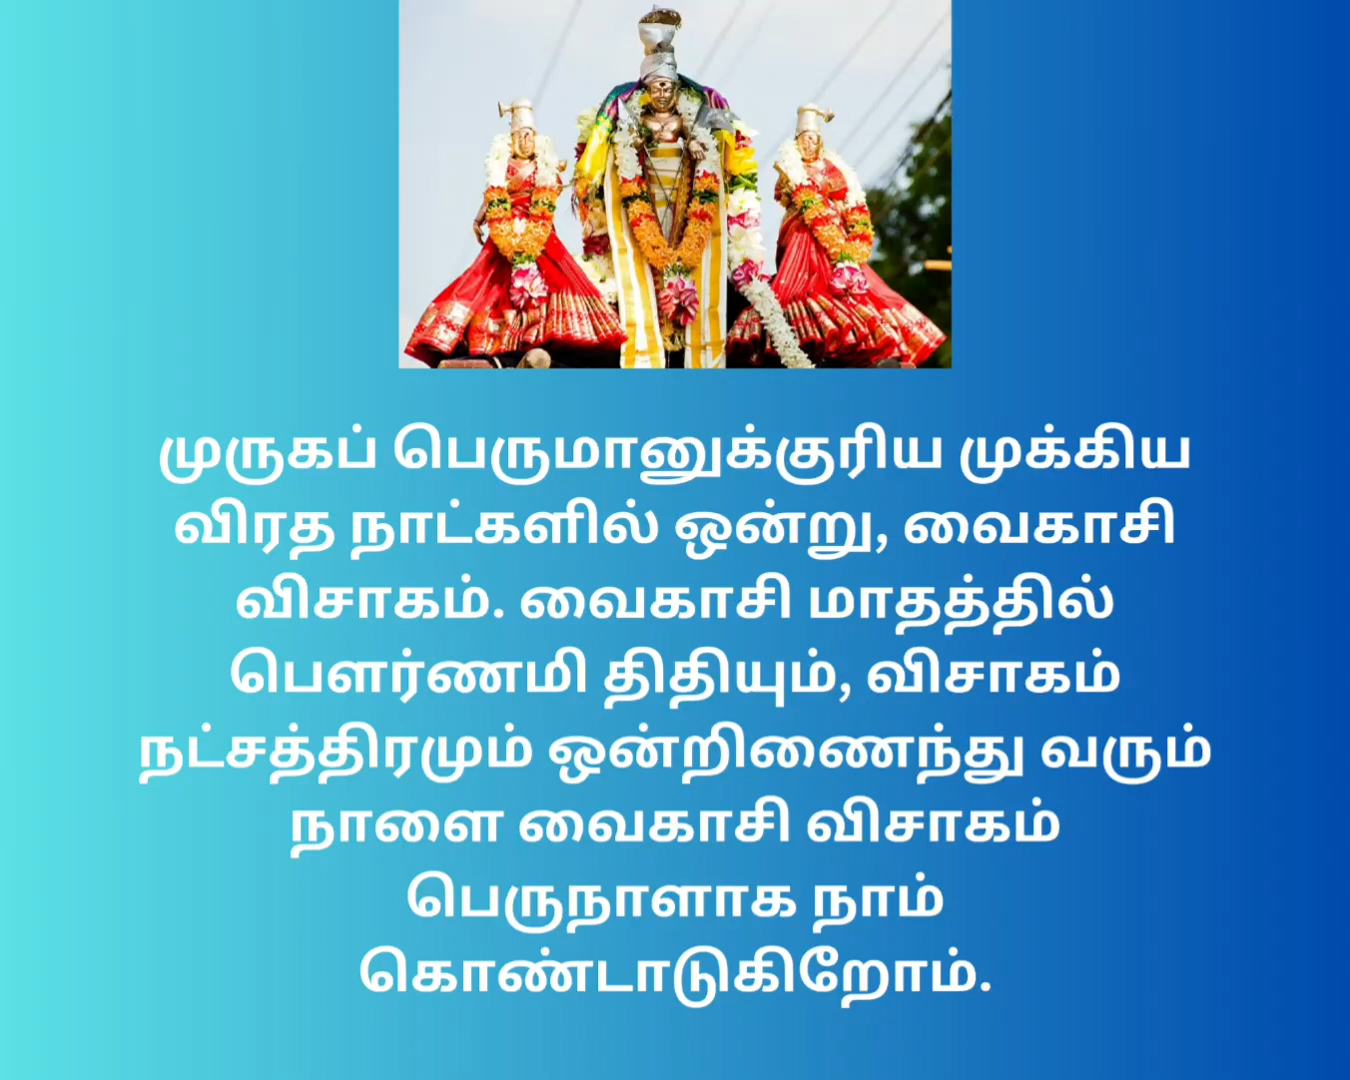 முருகப் பெருமானுக்குரிய முக்கிய
விரத நாட்களில் ஒன்று, வைகாசி
விசாகம். வைகாசி மாதத்தில்
பௌர்ணமி திதியும், விசாகம்
நட்சத்திரமும் ஒன்றிணைந்து வரும்
நாளை வைகாசி விசாகம்
பெருநாளாக நாம்
கொண்டாடுகிறோம்.